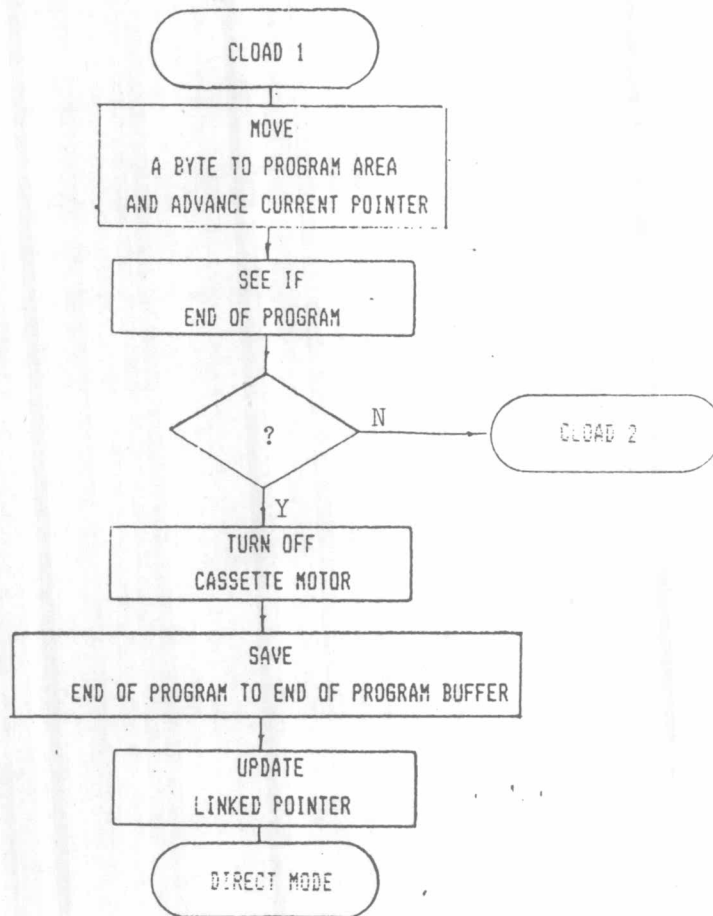 CLOAD 1
MOVE
A BYTE TO PROGRAM AREA
AND ADVANCE CURRENT POINTER
SEE IF
END OF PROGRAM
?
N
CLOAD 2
Y
TURN OFF
CASSETTE MOTOR
SAVE
END OF PROGRAM TO END OF PROGRAM BUFFER
UPDATE
LINKED POINTER
DIRECT MODE